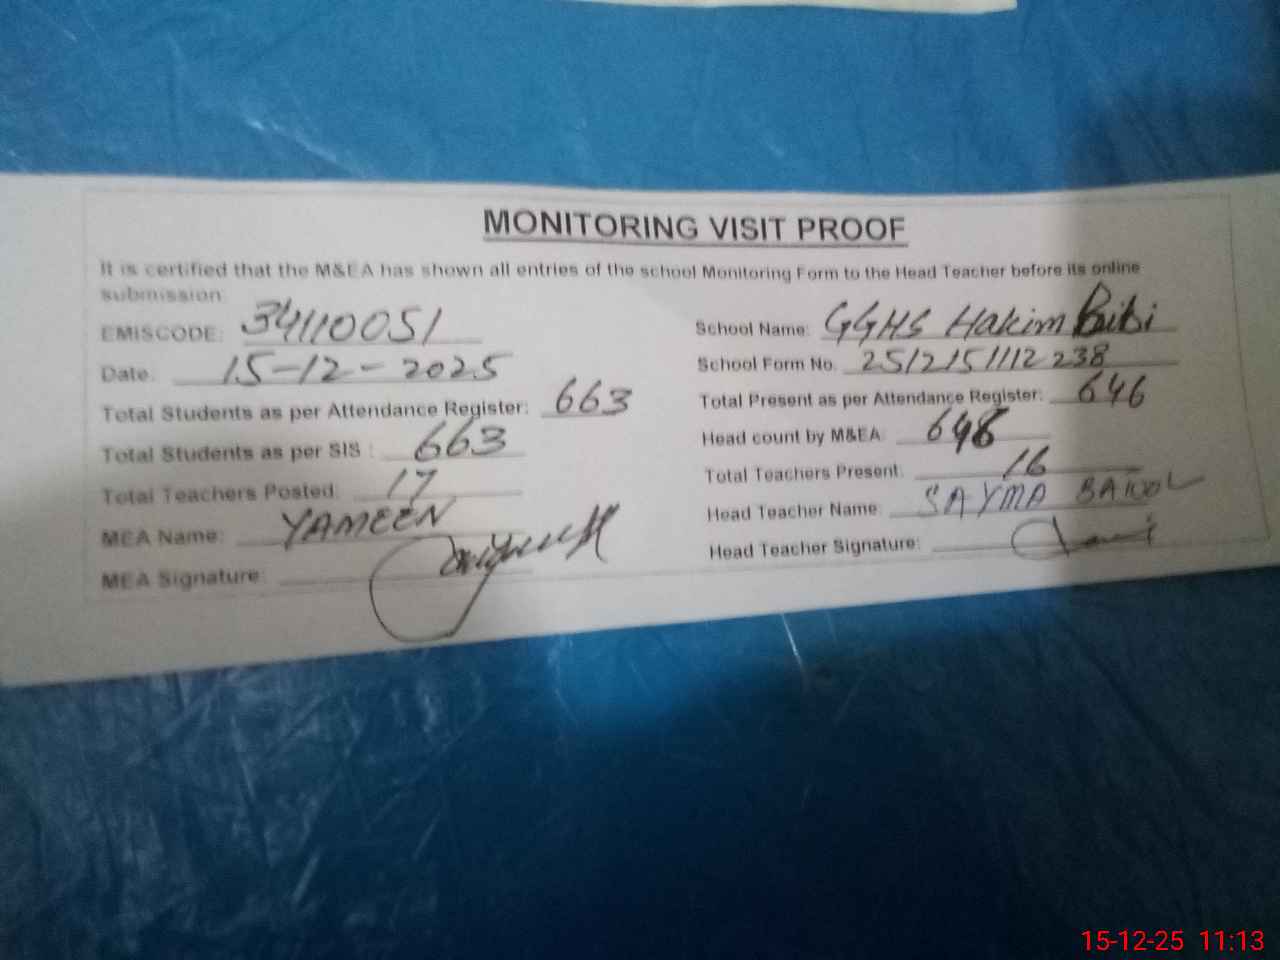 MONITORING VISIT PROOF
It is certified that the M&EA has shown all entries of the school Monitoring Form to the Head Teacher before its online
submission
EMISCODE: 34110051
School Name: GGHS Hakim Bibi
Date: 15-12-2025
School Form No. 2512151112238
Total Students as per Attendance Register: 663
Total Present as per Attendance Register: 646
Total Students as per SIS : 663
Head count by M&EA:
Total Teachers Posted: 17
Total Teachers Present: 16
MEA Name: YAMEEN
Head Teacher Name: SAYMA
MEA Signature:
Head Teacher Signature:
15-12-25 11:13